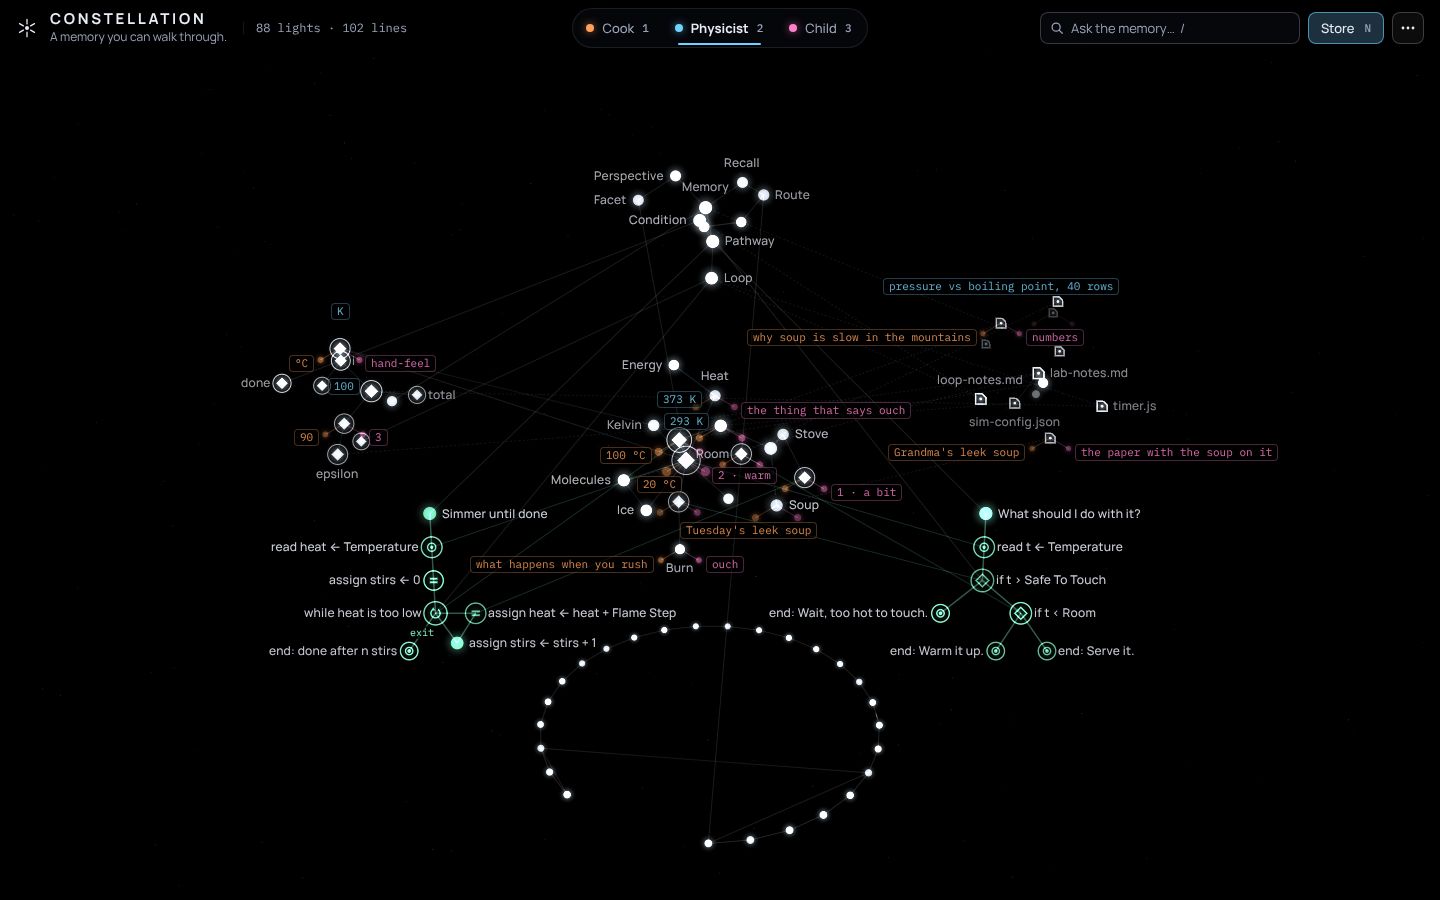 CONSTELLATION
A memory you can walk through.
88 lights · 102 lines
Cook 1
Physicist 2
Child 3
Ask the memory… /
Store N
Recall
Perspective
Memory
Facet
Route
Condition
Pathway
Loop
pressure vs boiling point, 40 rows
K
why soup is slow in the mountains
numbers
°C
hand-feel
Energy
Heat
loop-notes.md
lab-notes.md
done
100
total
373 K
the thing that says ouch
timer.js
293 K
sim-config.json
Kelvin
Stove
90
3
100 °C
Room
Grandma's leek soup
the paper with the soup on it
epsilon
Molecules
2 · warm
20 °C
1 · a bit
Ice
Soup
Simmer until done
What should I do with it?
Tuesday's leek soup
read heat ← Temperature
read t ← Temperature
what happens when you rush
Burn
ouch
assign stirs ← 0
if t > Safe To Touch
while heat is too low
assign heat ← heat + Flame Step
end: Wait, too hot to touch.
if t < Room
exit
assign stirs ← stirs + 1
end: done after n stirs
end: Warm it up.
end: Serve it.